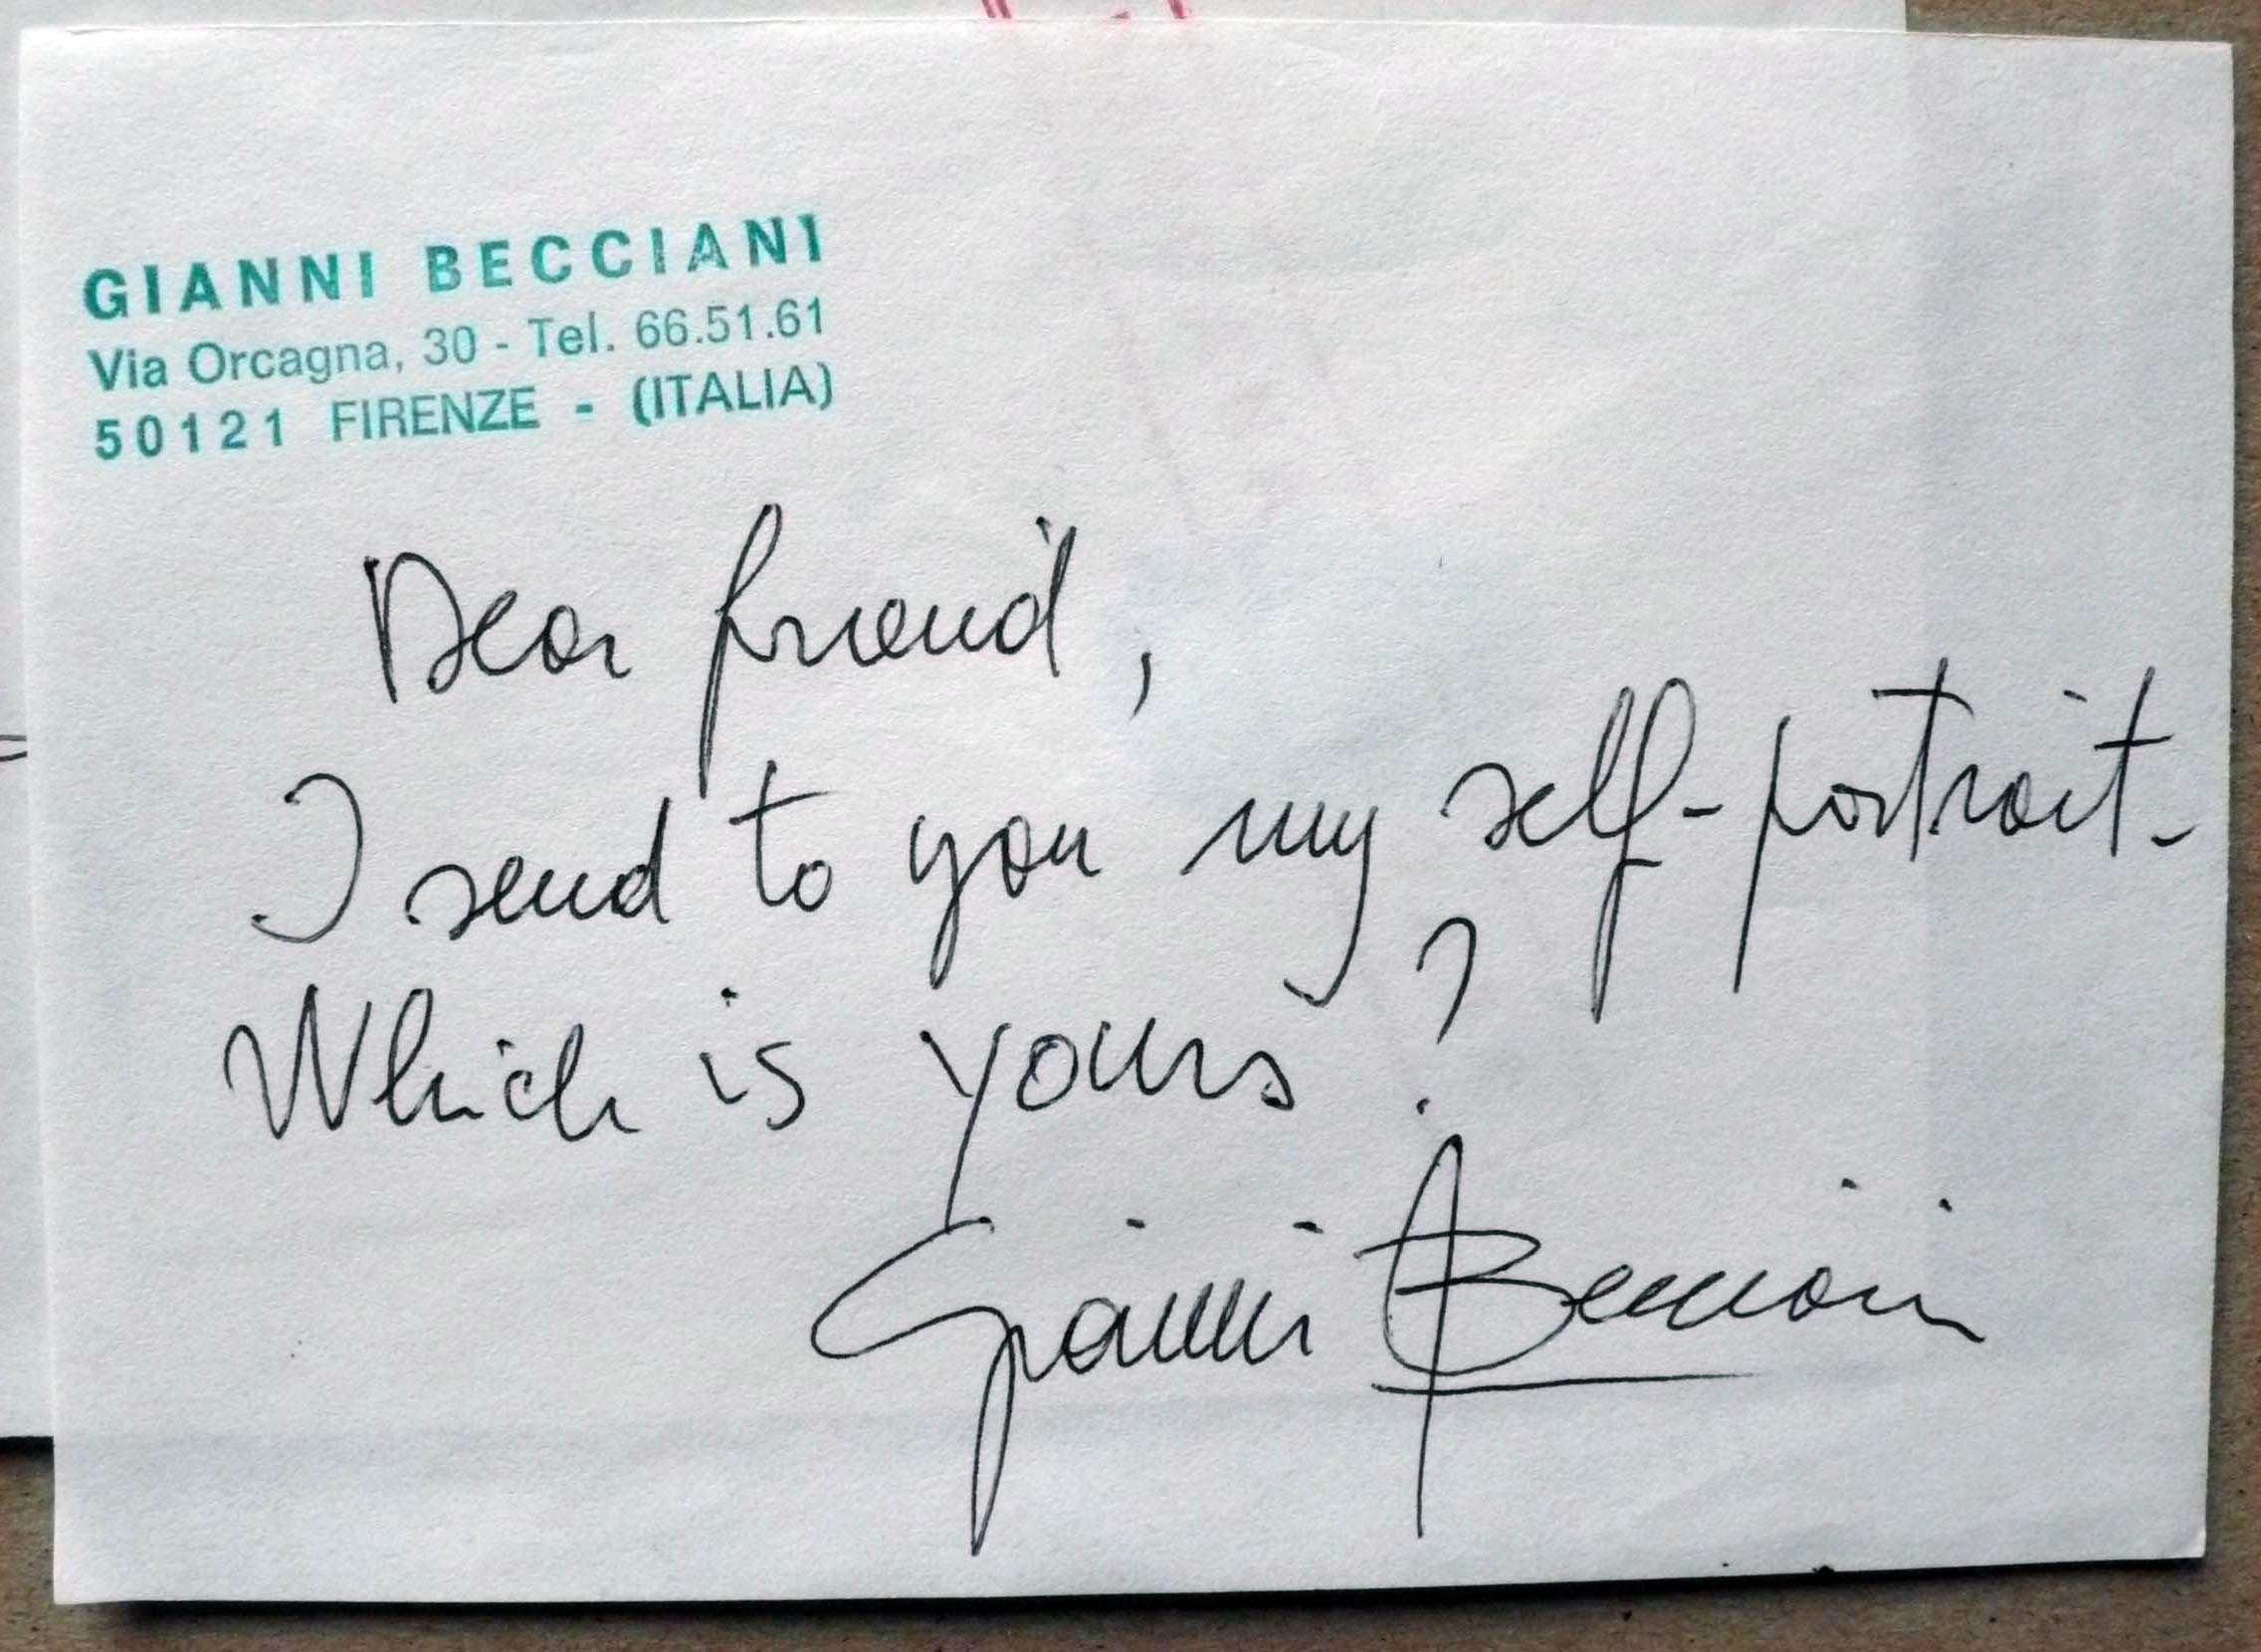 GIANNI BECCIANI
Via Orcagna, 30 - Tel. 66.51.61
50121 FIRENZE - (ITALIA)
Dear friend,
I send to you my self-portrait-
Which is yours?
Gianni Becciani